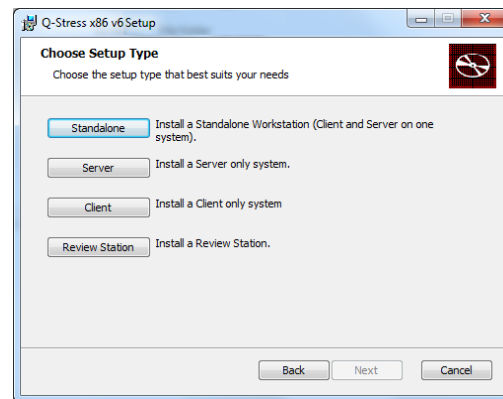 Q-Stress x86 v6 Setup
Choose Setup Type
Choose the setup type that best suits your needs
Standalone
Install a Standalone Workstation (Client and Server on one
system).
Server
Install a Server only system.
Client
Install a Client only system
Review Station
Install a Review Station.
Back
Next
Cancel